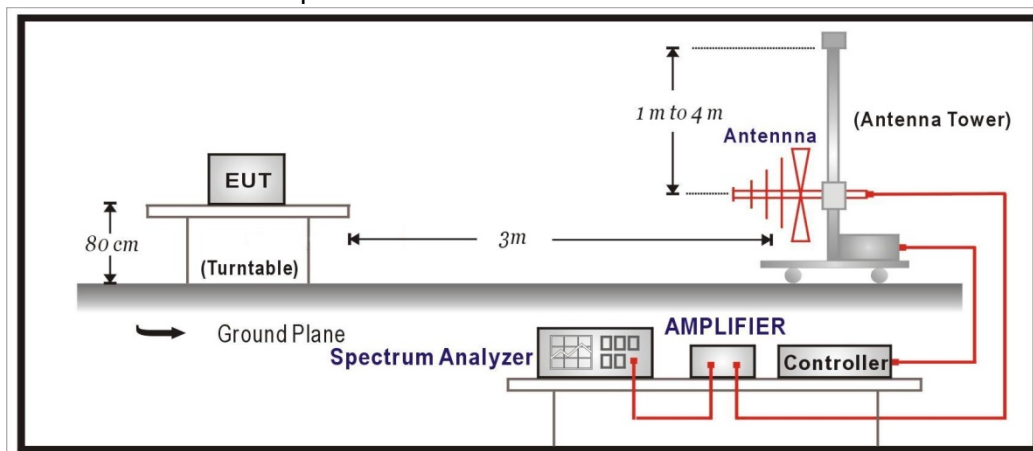 1 m to 4 m
(Antenna Tower)
Antennna
EUT
80 cm
3m
(Turntable)
Ground Plane
AMPLIFIER
Spectrum Analyzer
Controller